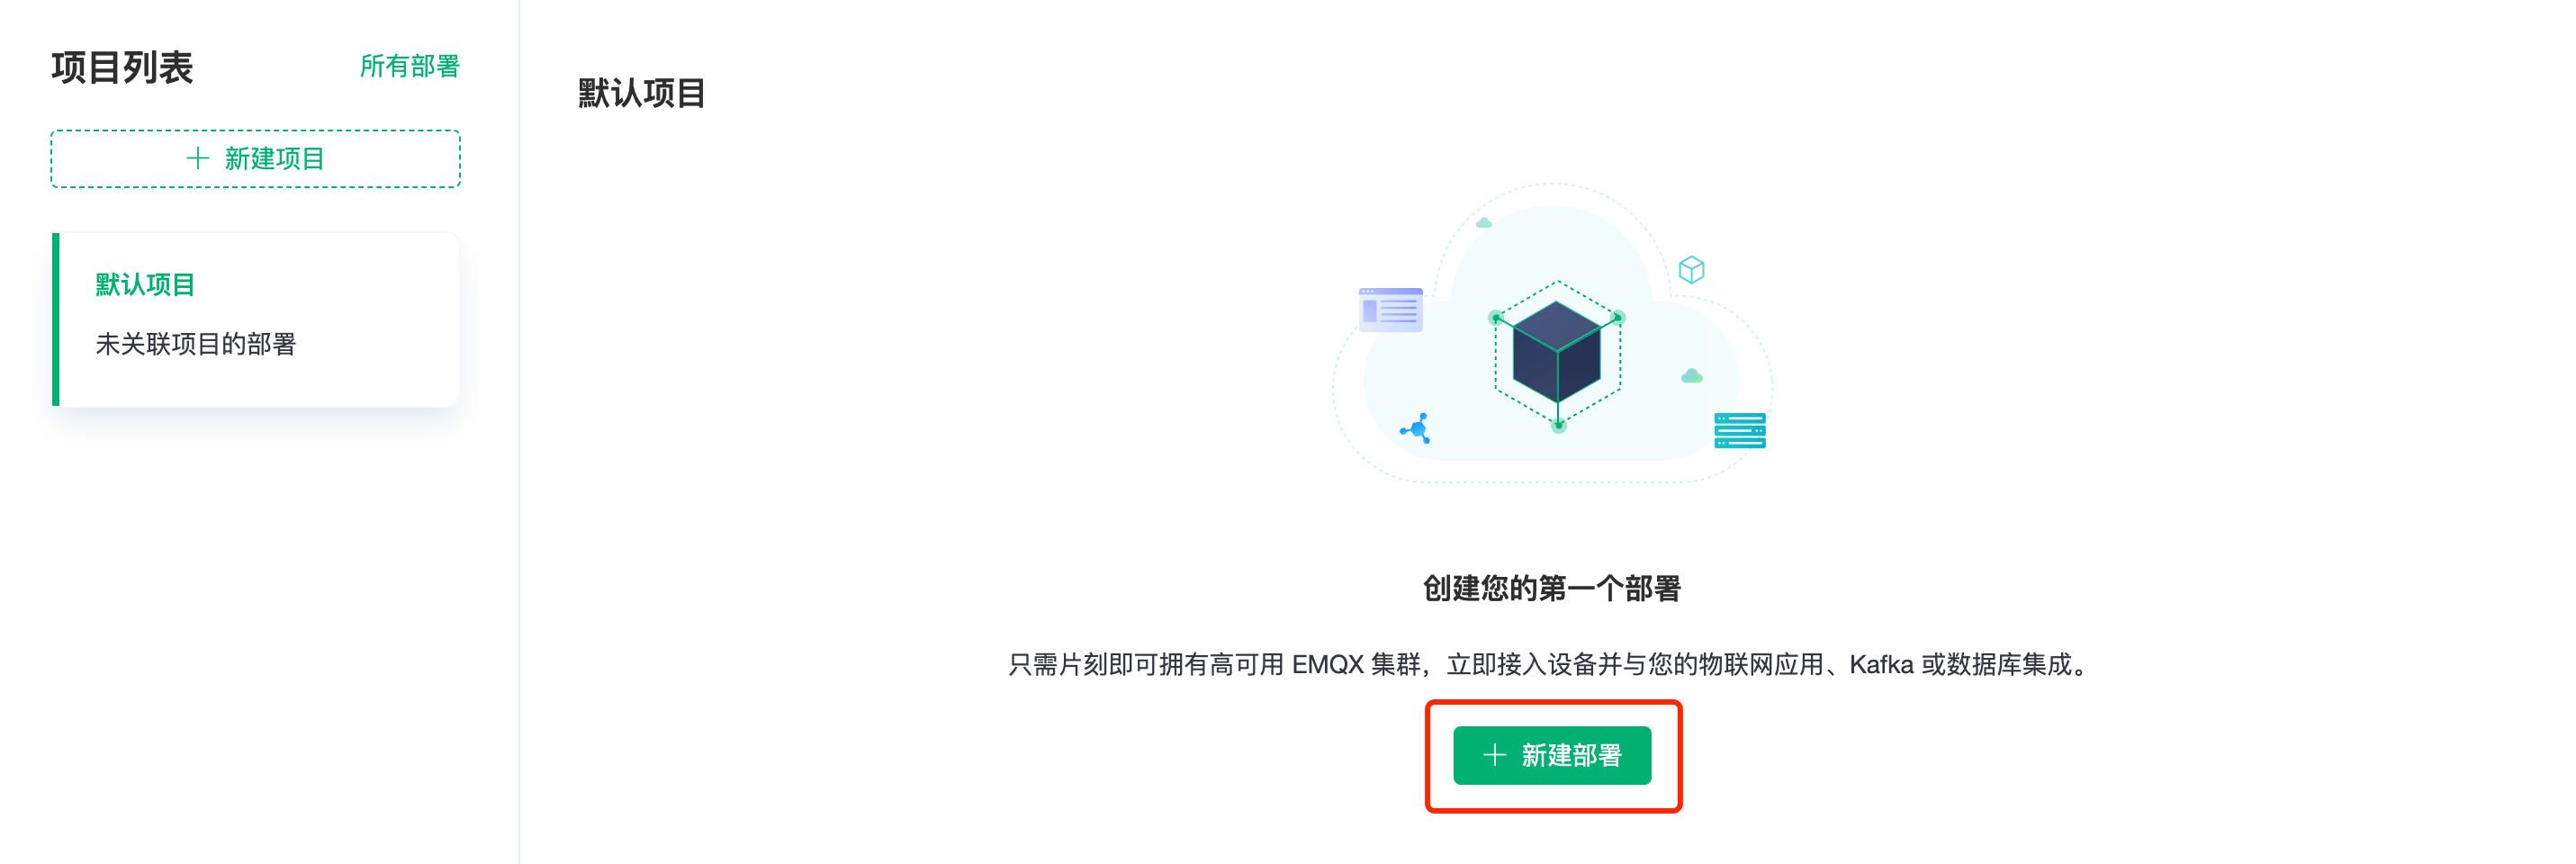 项目列表
所有部署
+ 新建项目
默认项目
未关联项目的部署
默认项目
创建您的第一个部署
只需片刻即可拥有高可用 EMQX 集群，立即接入设备并与您的物联网应用、Kafka 或数据库集成。
+ 新建部署